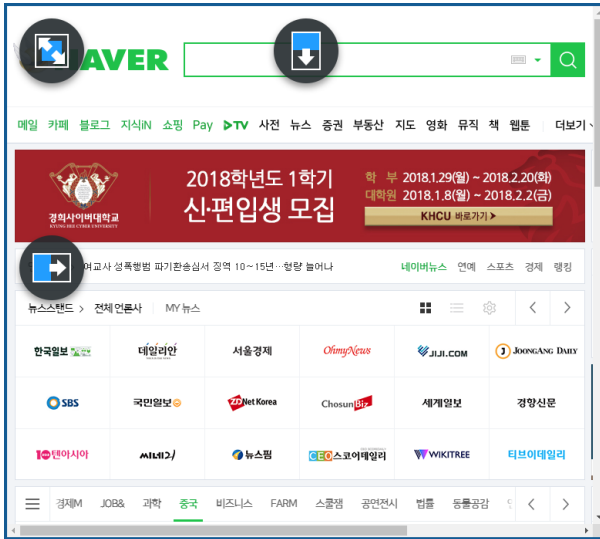 NAVER
메일 카페 블로그 지식iN 쇼핑 Pay TV 사전 뉴스 증권 부동산 지도 영화 뮤직 책 웹툰 더보기
경희사이버대학교
KYUNG HEE CYBER UNIVERSITY
2018학년도 1학기
신·편입생 모집
학 부 2018.1.29(월) ~ 2018.2.20(화)
대학원 2018.1.8(월) ~ 2018.2.2(금)
KHCU 바로가기
여교사 성폭행범 파기환송심서 징역 10~15년…형량 늘어나 네이버뉴스 연예 스포츠 경제 랭킹
뉴스스탠드 > 전체언론사 MY뉴스
한국일보 데일리안 서울경제 OhmyNews JIJI.COM JOONGANG DAILY
SBS 국민일보 ZDNet Korea ChosunBiz 세계일보 경향신문
10텐아시아 씨네21 뉴스핌 CEO스코어데일리 WIKITREE 티브이데일리
경제M JOB& 과학 중국 비즈니스 FARM 스쿨잼 공연전시 법률 동물공감